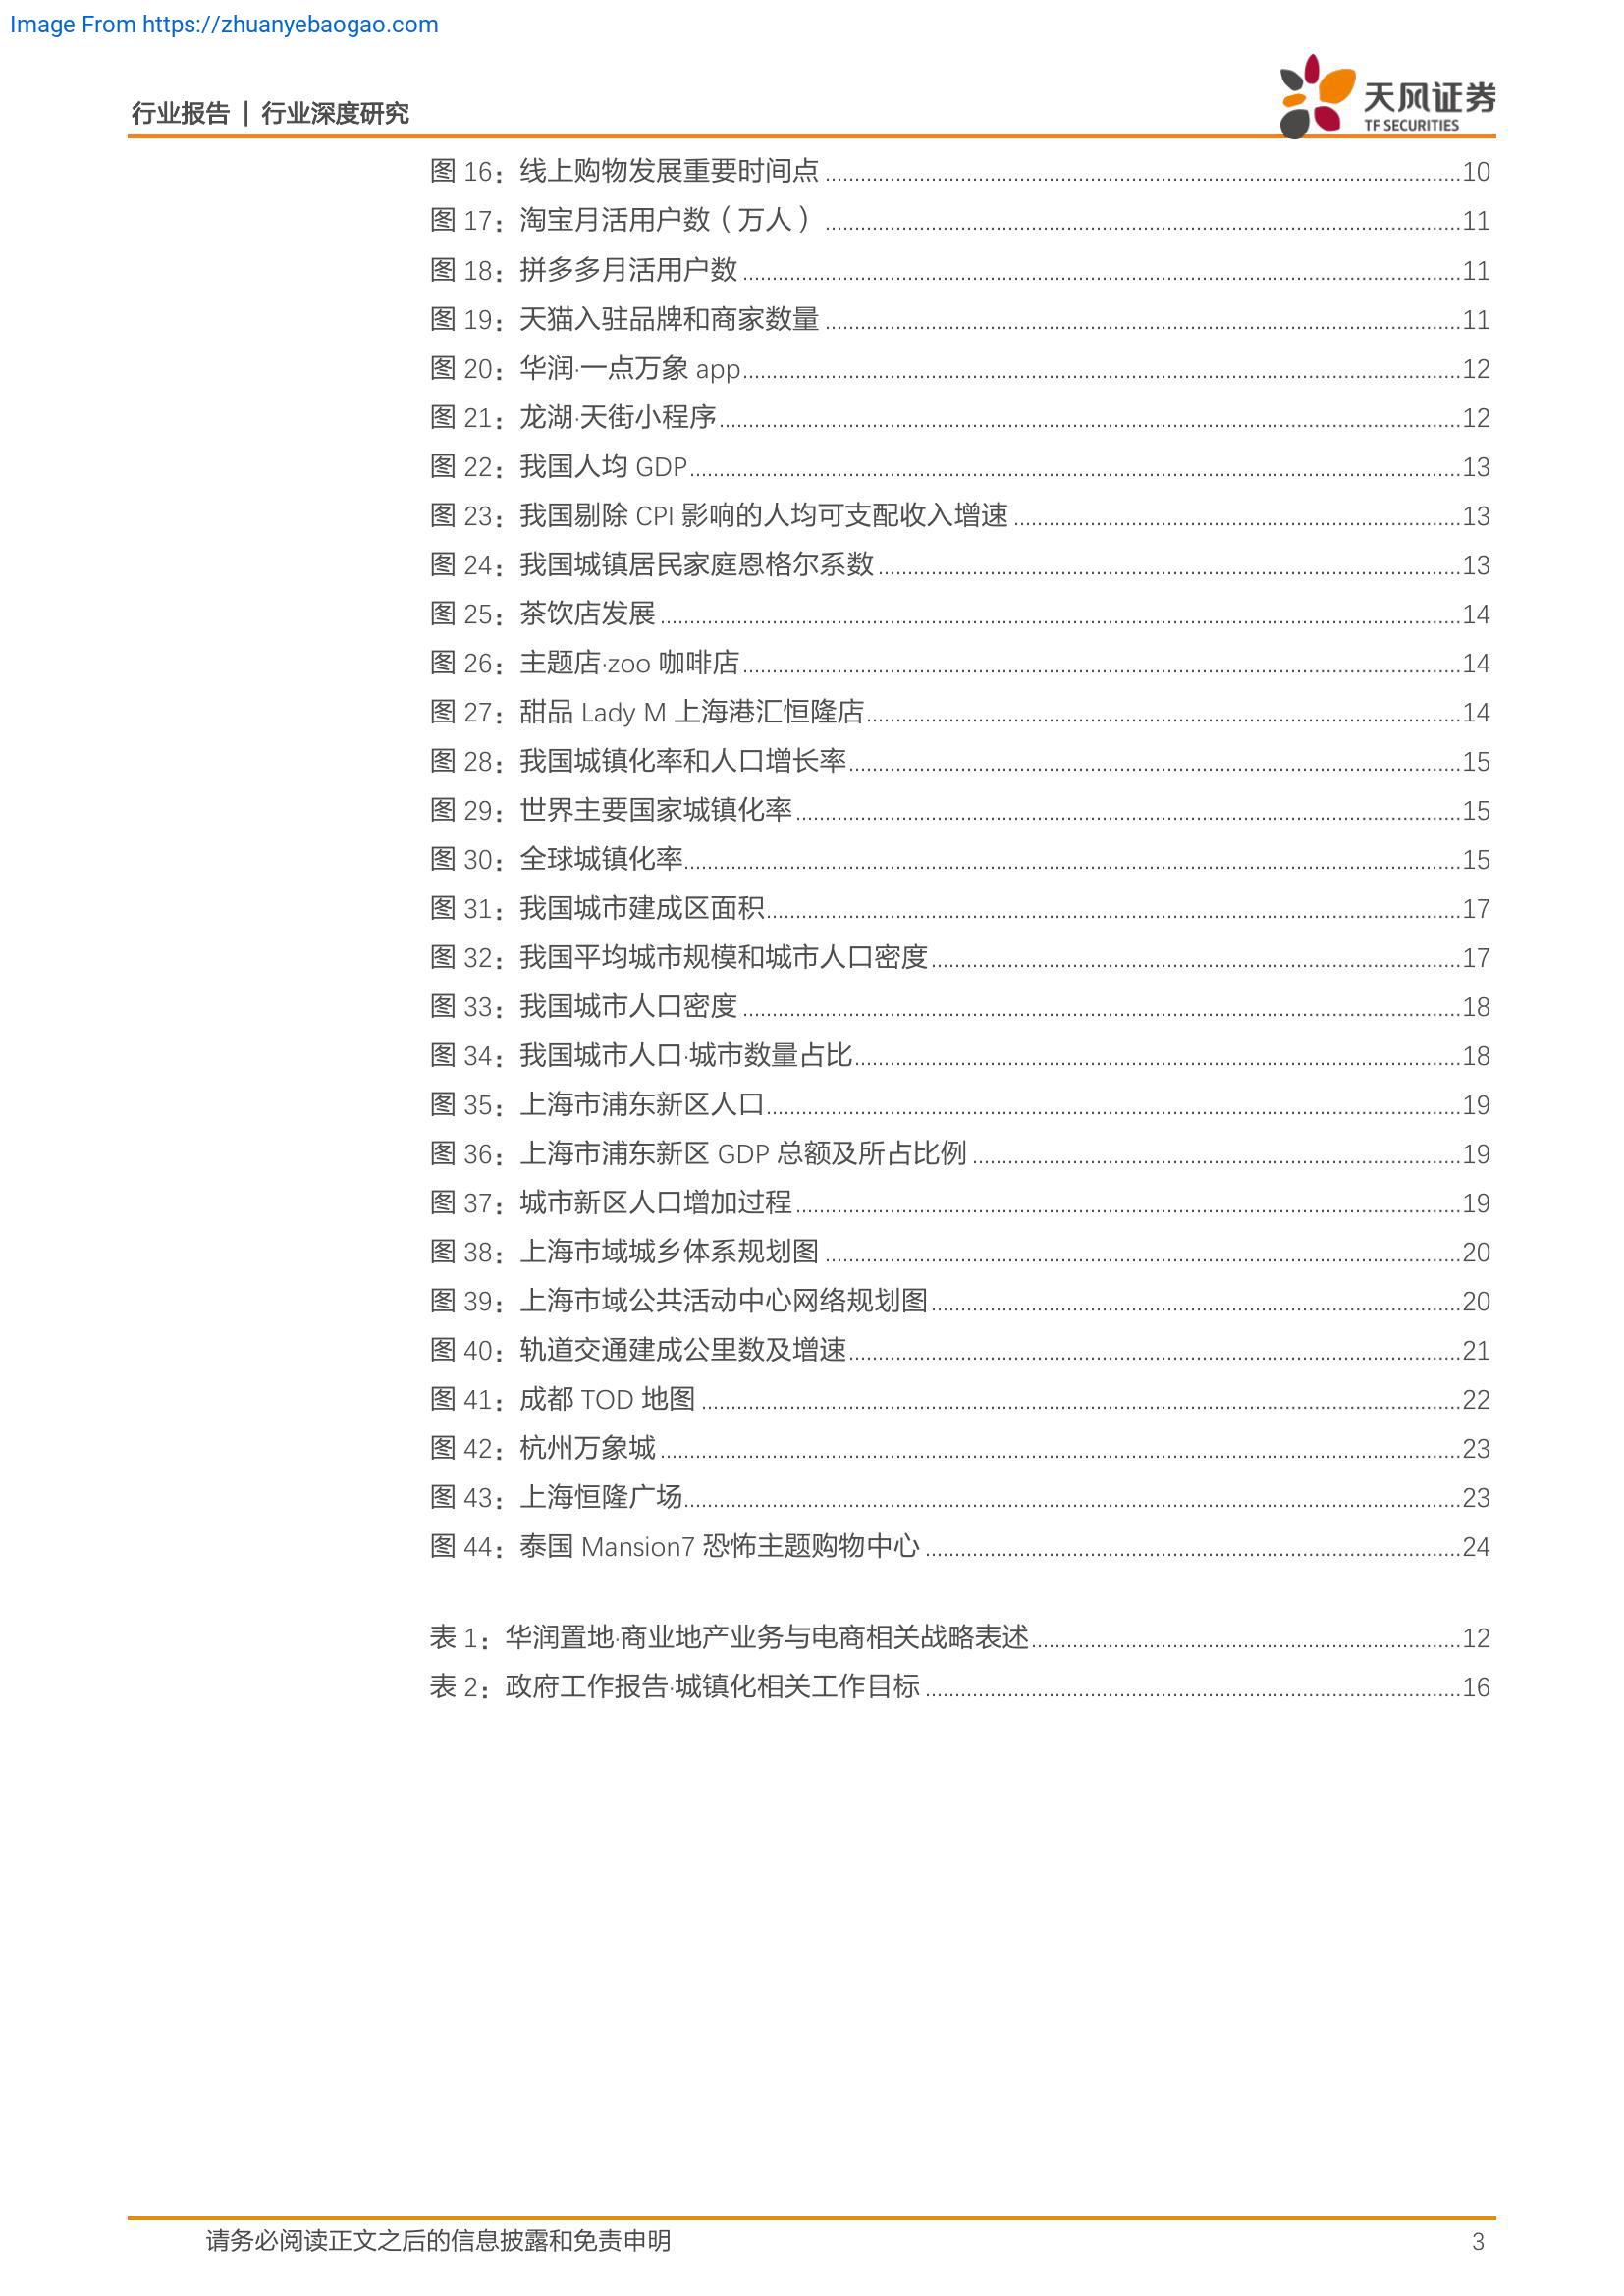 Image From https://zhuanyebaogao.com
行业报告 | 行业深度研究
天风证券
TF SECURITIES
图 16：线上购物发展重要时间点 10
图 17：淘宝月活用户数（万人） 11
图 18：拼多多月活用户数 11
图 19：天猫入驻品牌和商家数量 11
图 20：华润·一点万象 app 12
图 21：龙湖·天街小程序 12
图 22：我国人均 GDP 13
图 23：我国剔除 CPI 影响的人均可支配收入增速 13
图 24：我国城镇居民家庭恩格尔系数 13
图 25：茶饮店发展 14
图 26：主题店·zoo 咖啡店 14
图 27：甜品 Lady M 上海港汇恒隆店 14
图 28：我国城镇化率和人口增长率 15
图 29：世界主要国家城镇化率 15
图 30：全球城镇化率 15
图 31：我国城市建成区面积 17
图 32：我国平均城市规模和城市人口密度 17
图 33：我国城市人口密度 18
图 34：我国城市人口·城市数量占比 18
图 35：上海市浦东新区人口 19
图 36：上海市浦东新区 GDP 总额及所占比例 19
图 37：城市新区人口增加过程 19
图 38：上海市域城乡体系规划图 20
图 39：上海市域公共活动中心网络规划图 20
图 40：轨道交通建成公里数及增速 21
图 41：成都 TOD 地图 22
图 42：杭州万象城 23
图 43：上海恒隆广场 23
图 44：泰国 Mansion7 恐怖主题购物中心 24
表 1：华润置地·商业地产业务与电商相关战略表述 12
表 2：政府工作报告·城镇化相关工作目标 16
请务必阅读正文之后的信息披露和免责申明 3